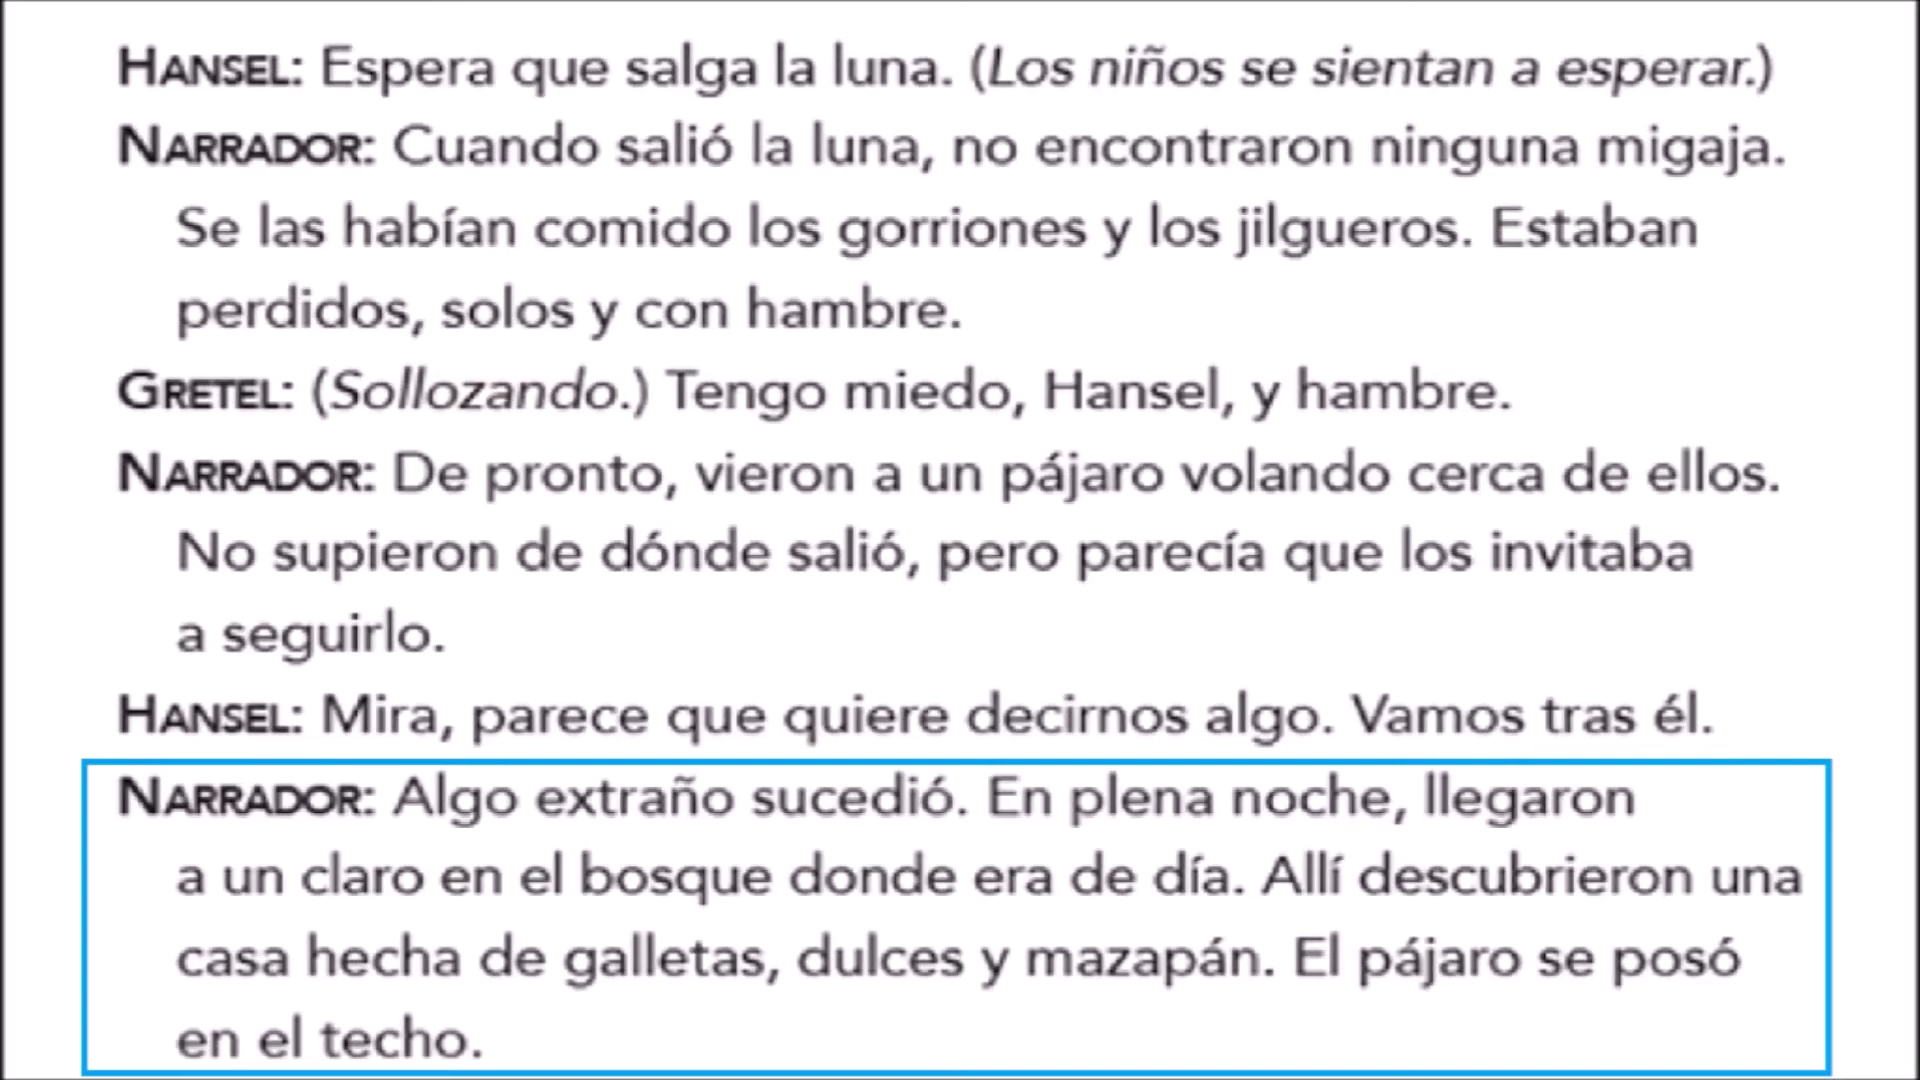 HANSEL: Espera que salga la luna. (Los niños se sientan a esperar.)
NARRADOR: Cuando salió la luna, no encontraron ninguna migaja.
Se las habían comido los gorriones y los jilgueros. Estaban
perdidos, solos y con hambre.
GRETEL: (Sollozando.) Tengo miedo, Hansel, y hambre.
NARRADOR: De pronto, vieron a un pájaro volando cerca de ellos.
No supieron de dónde salió, pero parecía que los invitaba
a seguirlo.
HANSEL: Mira, parece que quiere decirnos algo. Vamos tras él.
NARRADOR: Algo extraño sucedió. En plena noche, llegaron
a un claro en el bosque donde era de día. Allí descubrieron una
casa hecha de galletas, dulces y mazapán. El pájaro se posó
en el techo.